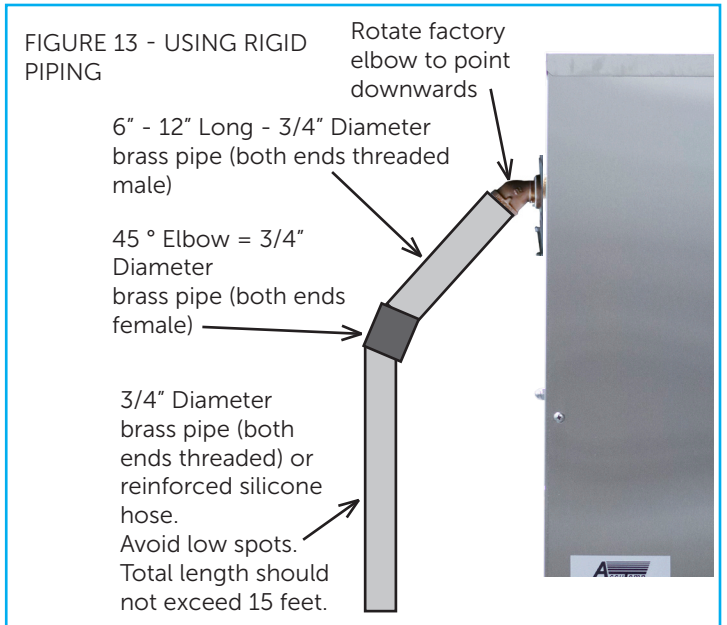 FIGURE 13 - USING RIGID
PIPING
Rotate factory
elbow to point
downwards
6” - 12” Long - 3/4” Diameter
brass pipe (both ends threaded
male)
45 ° Elbow = 3/4”
Diameter
brass pipe (both ends
female)
3/4” Diameter
brass pipe (both
ends threaded) or
reinforced silicone
hose.
Avoid low spots.
Total length should
not exceed 15 feet.